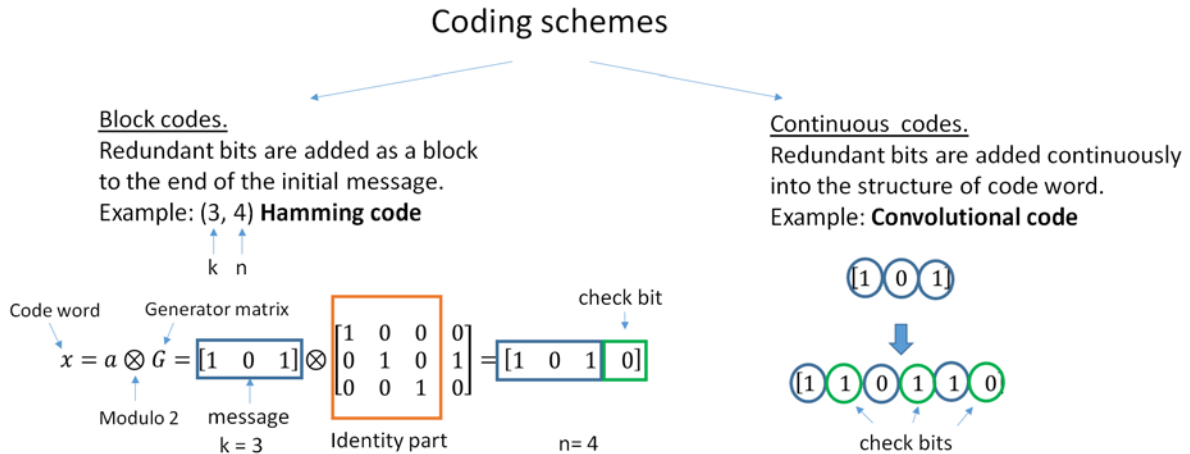 Coding schemes
Block codes.
Redundant bits are added as a block
to the end of the initial message.
Example: (3, 4) Hamming code
k n
Code word
Generator matrix
check bit
x = a ⊗ G = [1 0 1] ⊗ [1 0 0 0
0 1 0 1
0 0 1 0] = [1 0 1 0]
Modulo 2
message
k = 3
Identity part
n= 4
Continuous codes.
Redundant bits are added continuously
into the structure of code word.
Example: Convolutional code
[1 0 1]
[1 1 0 1 1 0]
check bits